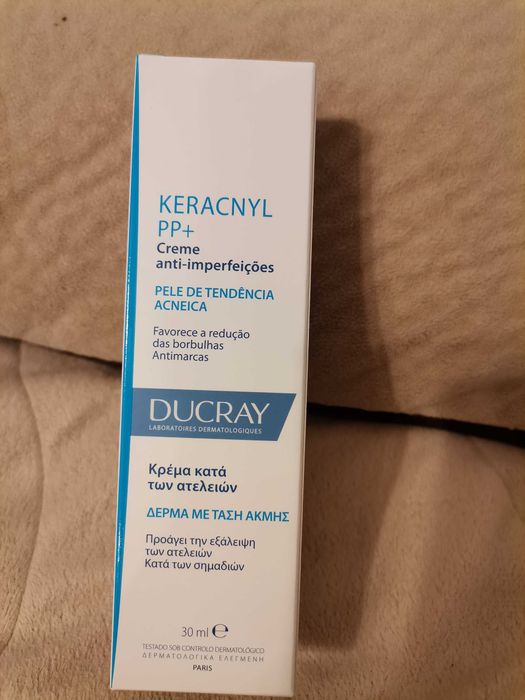 KERACNYL
PP+
Creme
anti-imperfeições
PELE DE TENDÊNCIA
ACNEICA
Favorece a redução
das borbulhas
Antimarcas
DUCRAY
LABORATOIRES DERMATOLOGIQUES
Κρέμα κατά
των ατελειών
ΔΕΡΜΑ ΜΕ ΤΑΣΗ ΑΚΜΗΣ
Προάγει την εξάλειψη
των ατελειών
Κατά των σημαδιών
30 ml ℮
TESTADO SOB CONTROLO DERMATOLÓGICO
ΔΕΡΜΑΤΟΛΟΓΙΚΑ ΕΛΕΓΜΕΝΗ
PARIS